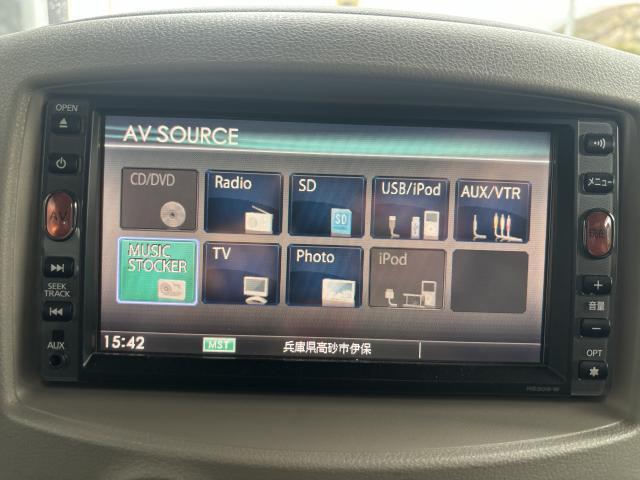 OPEN
AV SOURCE
CD/DVD
Radio
SD
USB/iPod
AUX/VTR
SD
メニュー
AV
MUSIC
STOCKER
TV
Photo
iPod
SEEK
TRACK
音量
AUX
15:42
MST
兵庫県高砂市伊保
OPT